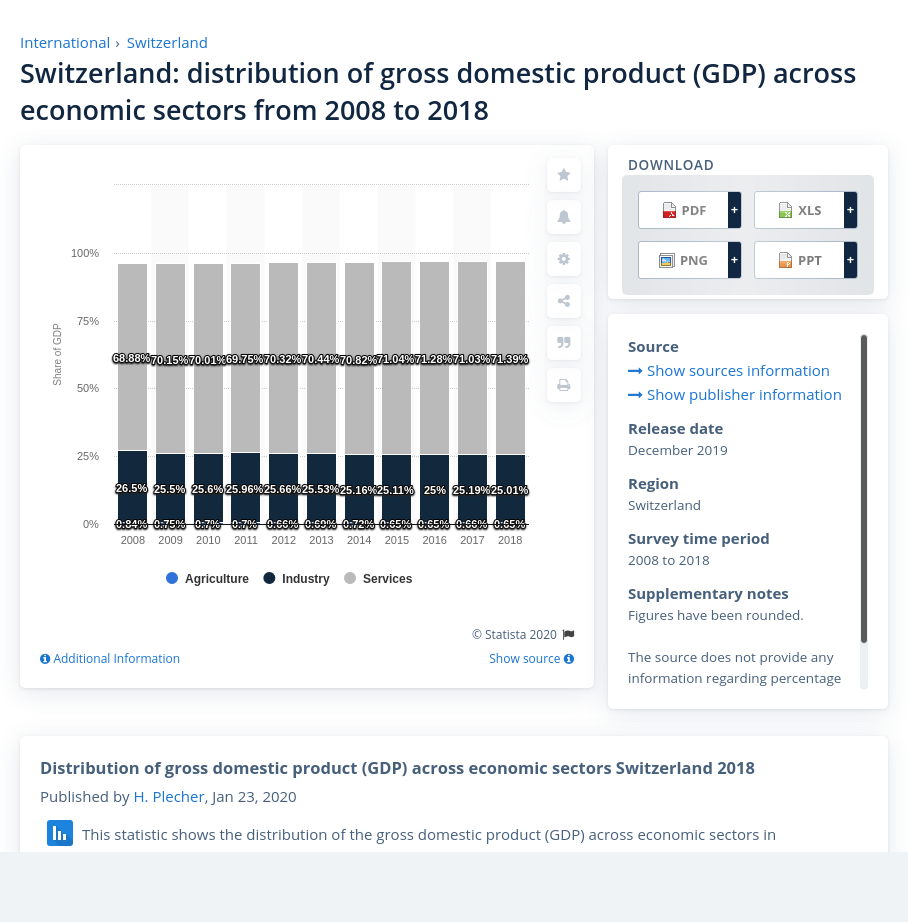 International › Switzerland
Switzerland: distribution of gross domestic product (GDP) across
economic sectors from 2008 to 2018
DOWNLOAD
PDF + XLS +
PNG + PPT +
Share of GDP
100%
75%
50%
25%
0%
68.88% 70.15% 70.01% 69.75% 70.32% 70.44% 70.82% 71.04% 71.28% 71.03% 71.39%
26.5% 25.5% 25.6% 25.96% 25.66% 25.53% 25.16% 25.11% 25% 25.19% 25.01%
0.84% 0.75% 0.7% 0.7% 0.66% 0.69% 0.72% 0.65% 0.65% 0.66% 0.65%
2008 2009 2010 2011 2012 2013 2014 2015 2016 2017 2018
Agriculture Industry Services
© Statista 2020
Additional Information Show source
Source
Show sources information
Show publisher information
Release date
December 2019
Region
Switzerland
Survey time period
2008 to 2018
Supplementary notes
Figures have been rounded.
The source does not provide any
information regarding percentage
Distribution of gross domestic product (GDP) across economic sectors Switzerland 2018
Published by H. Plecher, Jan 23, 2020
This statistic shows the distribution of the gross domestic product (GDP) across economic sectors in